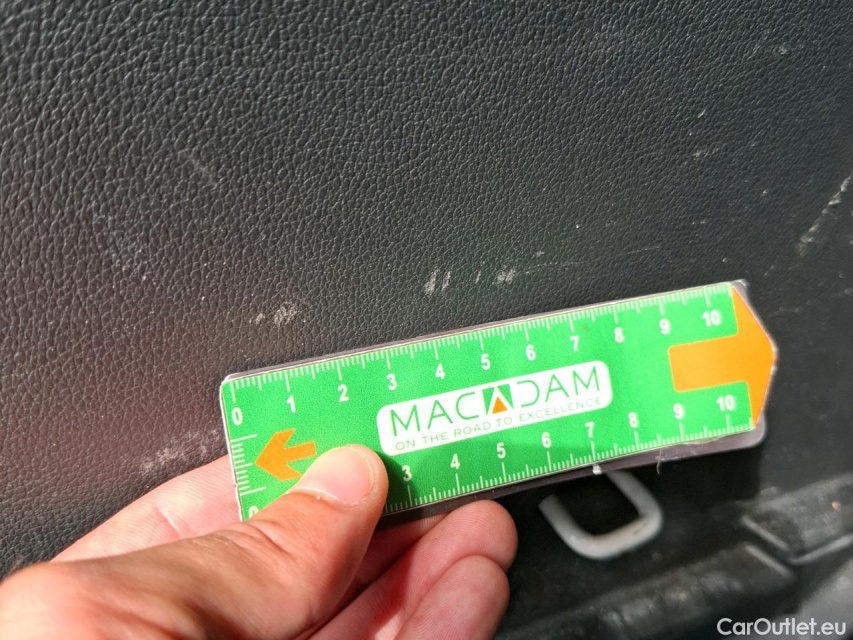 0 1 2 3 4 5 6 7 8 9 10
MACADAM
ON THE ROAD TO EXCELLENCE
0 3 4 5 6 7 8 9 10
CarOutlet.eu